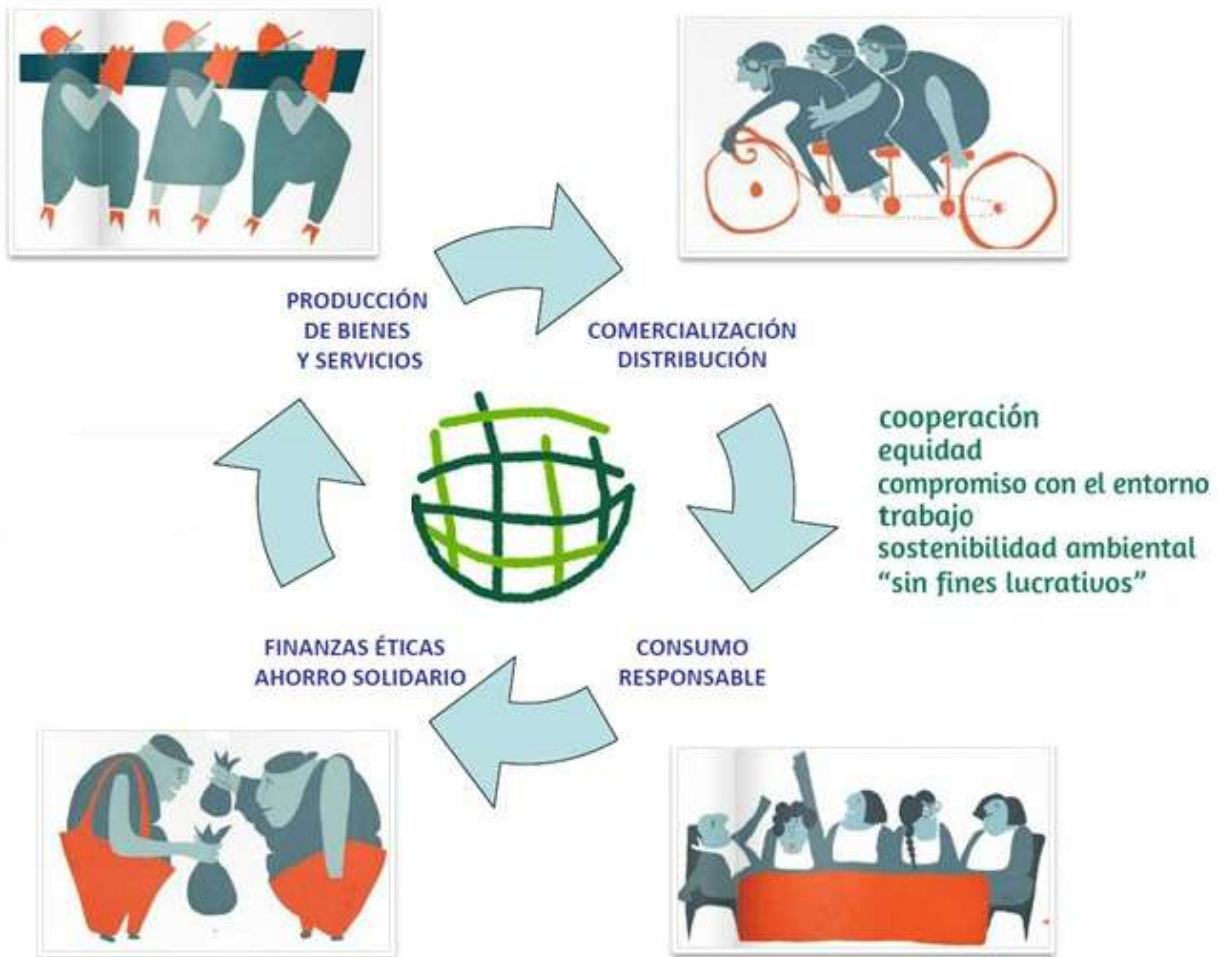 PRODUCCIÓN
DE BIENES
Y SERVICIOS
COMERCIALIZACIÓN
DISTRIBUCIÓN
cooperación
equidad
compromiso con el entorno
trabajo
sostenibilidad ambiental
“sin fines lucrativos”
FINANZAS ÉTICAS
AHORRO SOLIDARIO
CONSUMO
RESPONSABLE